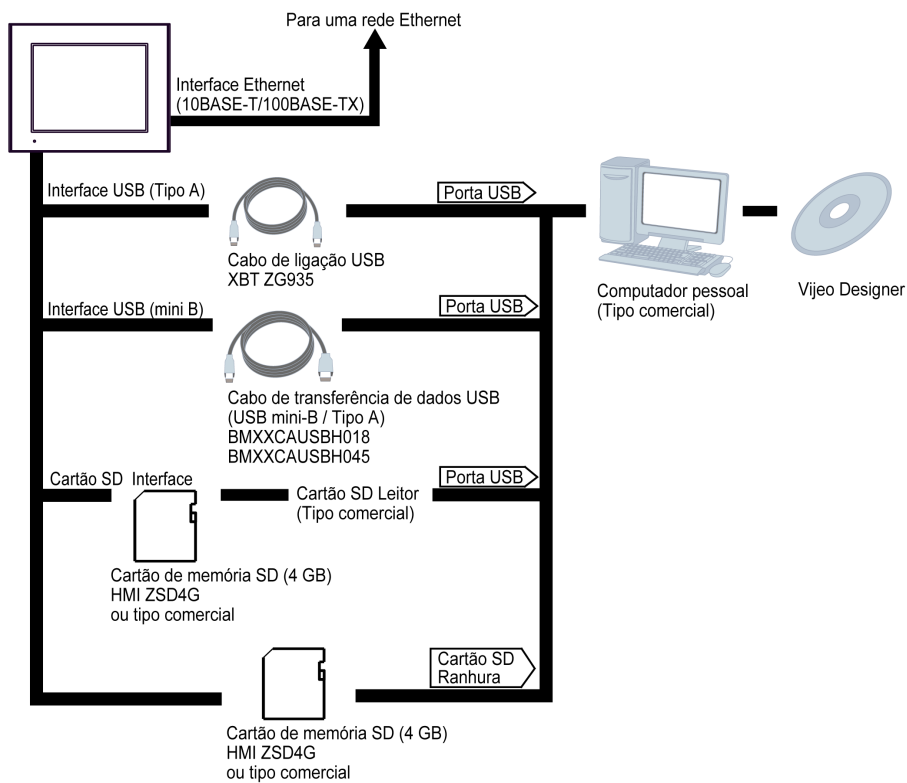 Para uma rede Ethernet
Interface Ethernet
(10BASE-T/100BASE-TX)
Interface USB (Tipo A)
Porta USB
Cabo de ligação USB
XBT ZG935
Computador pessoal
(Tipo comercial)
Vijeo Designer
Interface USB (mini B)
Porta USB
Cabo de transferência de dados USB
(USB mini-B / Tipo A)
BMXXCAUSBH018
BMXXCAUSBH045
Cartão SD Interface
Porta USB
Cartão SD Leitor
(Tipo comercial)
Cartão de memória SD (4 GB)
HMI ZSD4G
ou tipo comercial
Cartão SD
Ranhura
Cartão de memória SD (4 GB)
HMI ZSD4G
ou tipo comercial